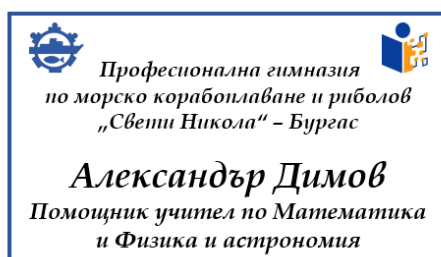 Професионална гимназия
по морско корабоплаване и риболов
„Свети Никола“ – Бургас
Александър Димов
Помощник учител по Математика
и Физика и астрономия